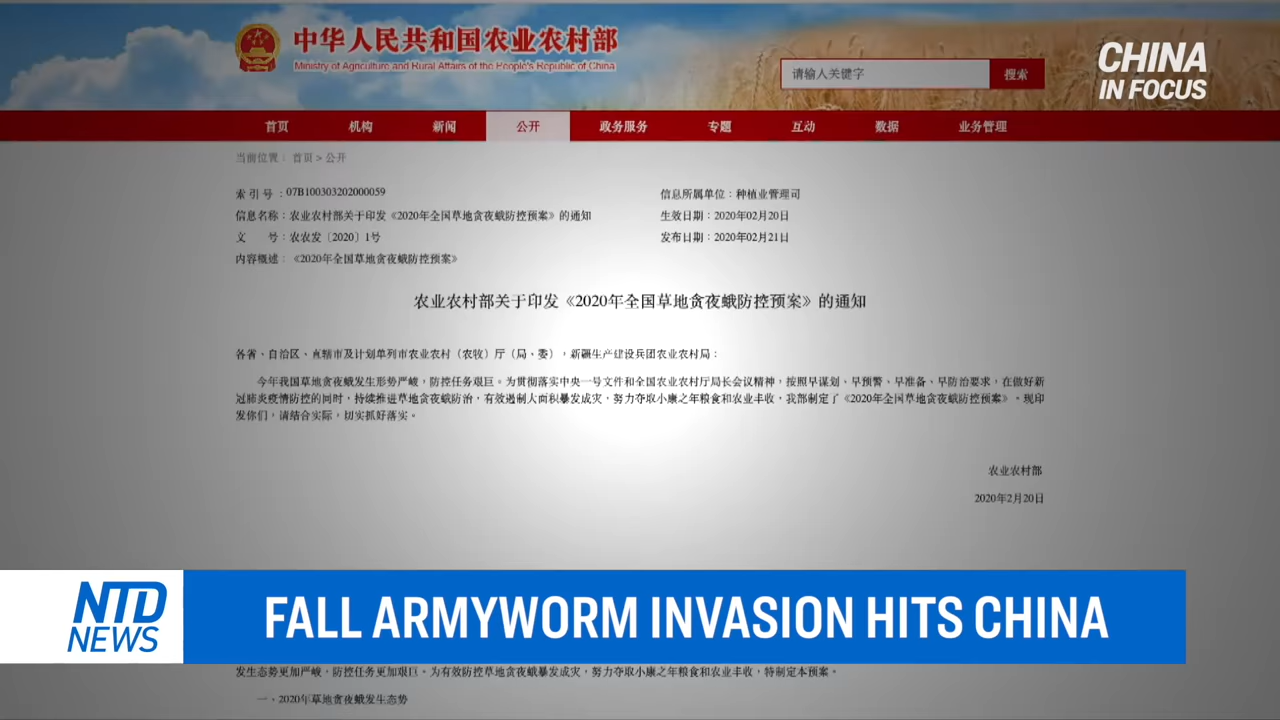 中华人民共和国农业农村部
Ministry of Agriculture and Rural Affairs of the People's Republic of China
请输入关键字 搜索
CHINA
IN FOCUS
首页 机构 新闻 公开 政务服务 专题 互动 数据 业务管理
当前位置：首页 > 公开
索 引 号 ：07B100303202000059 信息所属单位：种植业管理司
信息名称：农业农村部关于印发《2020年全国草地贪夜蛾防控预案》的通知 生效日期：2020年02月20日
文 号：农农发〔2020〕1号 发布日期：2020年02月21日
内容概述：《2020年全国草地贪夜蛾防控预案》
农业农村部关于印发《2020年全国草地贪夜蛾防控预案》的通知
各省、自治区、直辖市及计划单列市农业农村（农牧）厅（局、委），新疆生产建设兵团农业农村局：
今年我国草地贪夜蛾发生形势严峻，防控任务艰巨。为贯彻落实中央一号文件和全国农业农村厅局长会议精神，按照早谋划、早预警、早准备、早防治要求，在做好新
冠肺炎疫情防控的同时，持续推进草地贪夜蛾防治，有效遏制大面积暴发成灾，努力夺取小康之年粮食和农业丰收，我部制定了《2020年全国草地贪夜蛾防控预案》。现印
发你们，请结合实际，切实抓好落实。
农业农村部
2020年2月20日
NTD
NEWS
FALL ARMYWORM INVASION HITS CHINA
发生态势更加严峻，防控任务更加艰巨。为有效防控草地贪夜蛾暴发成灾，努力夺取小康之年粮食和农业丰收，特制定本预案。
一、2020年草地贪夜蛾发生态势